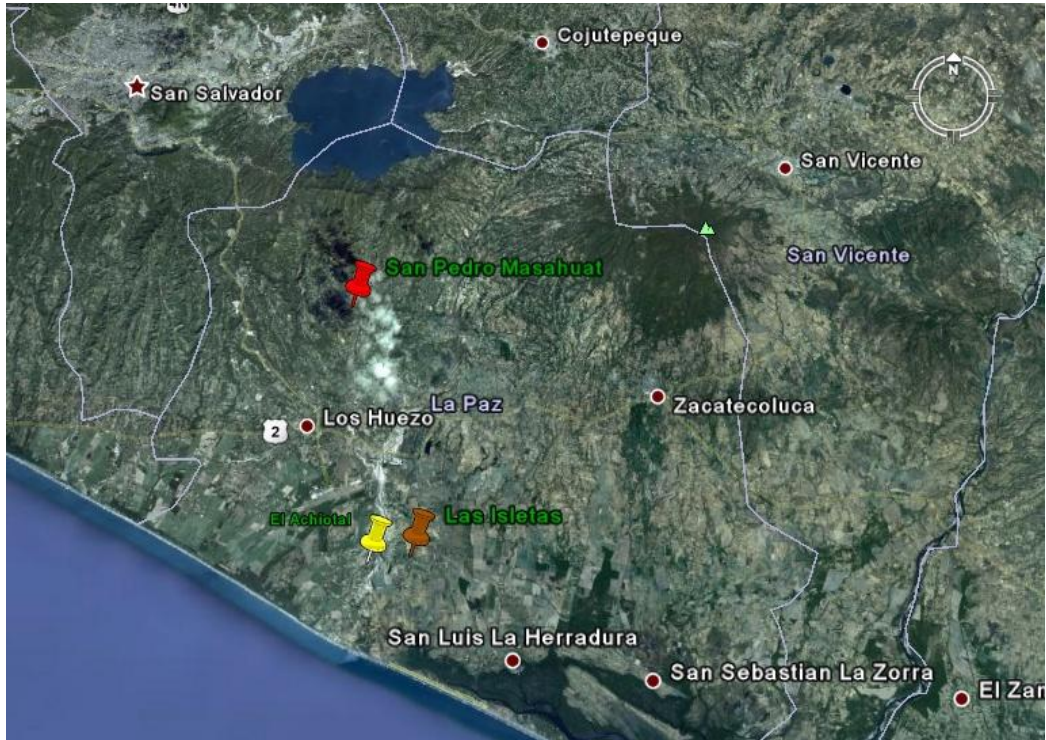 Cojutepeque
San Salvador
N
San Vicente
San Vicente
San Pedro Masahuat
La Paz
Zacatecoluca
Los Huezo
2
El Achiotal
Las Isletas
San Luis La Herradura
San Sebastian La Zorra
El Zan